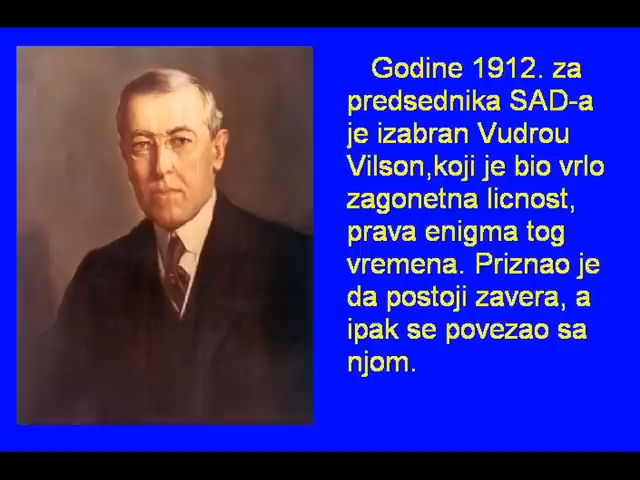 Godine 1912. za
predsednika SAD-a
je izabran Vudrou
Vilson,koji je bio vrlo
zagonetna licnost,
prava enigma tog
vremena. Priznao je
da postoji zavera, a
ipak se povezao sa
njom.